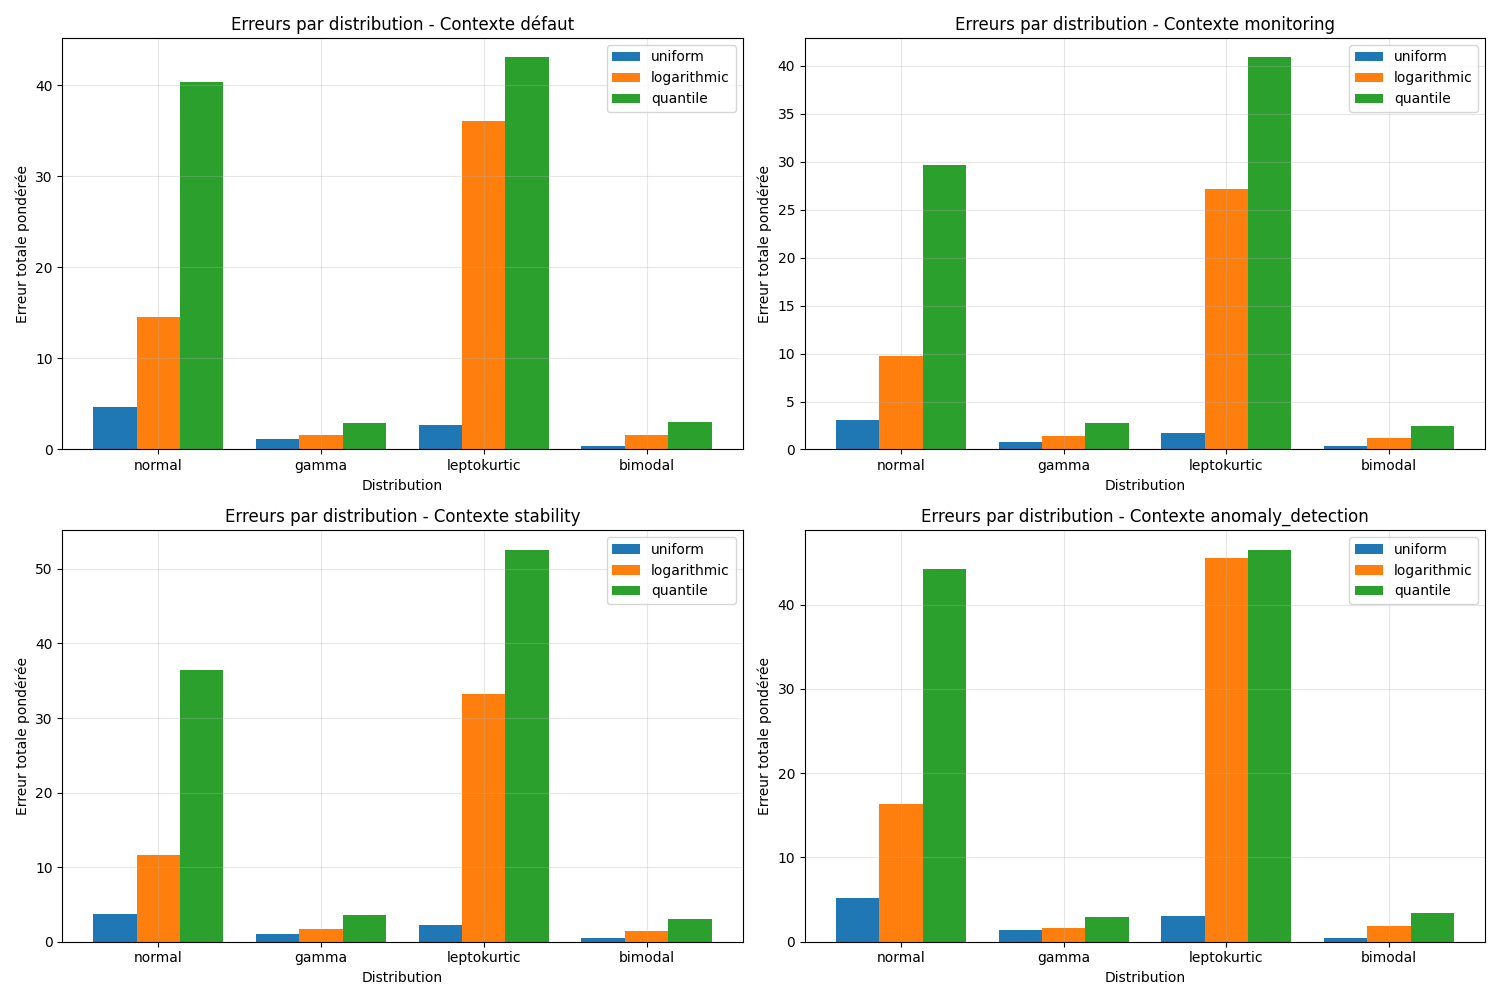 Erreurs par distribution - Contexte défaut
Erreur totale pondérée
40
30
20
10
0
uniform
logarithmic
quantile
normal
gamma
leptokurtic
bimodal
Distribution
Erreurs par distribution - Contexte monitoring
Erreur totale pondérée
40
35
30
25
20
15
10
5
0
uniform
logarithmic
quantile
normal
gamma
leptokurtic
bimodal
Distribution
Erreurs par distribution - Contexte stability
Erreur totale pondérée
50
40
30
20
10
0
uniform
logarithmic
quantile
normal
gamma
leptokurtic
bimodal
Distribution
Erreurs par distribution - Contexte anomaly_detection
Erreur totale pondérée
40
30
20
10
0
uniform
logarithmic
quantile
normal
gamma
leptokurtic
bimodal
Distribution